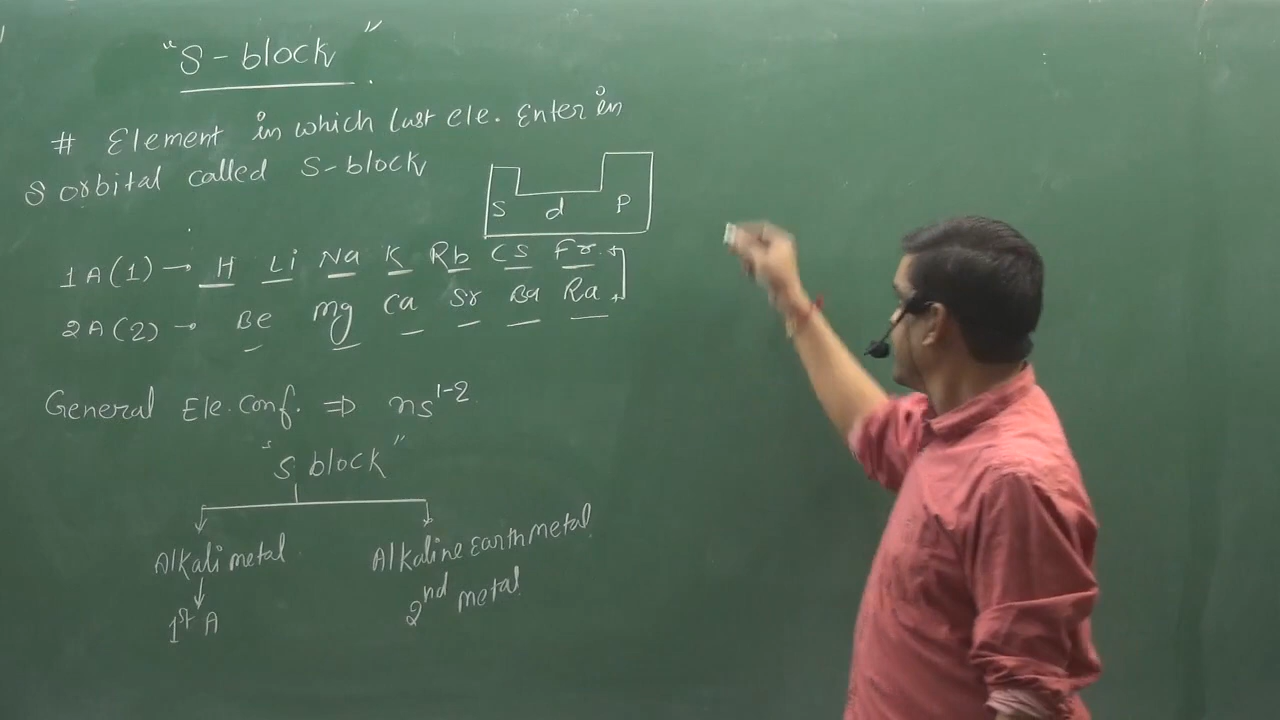 "S-block"
# Element in which last ele. Enter in
S orbital called S-block
S d P
1A(1) → H Li Na K Rb Cs Fr
2A(2) → Be Mg Ca Sr Ba Ra
General Ele. Conf. ⇒ ns¹⁻²
"S block"
Alkali metal
Alkaline earth metal
1st A
2nd metal